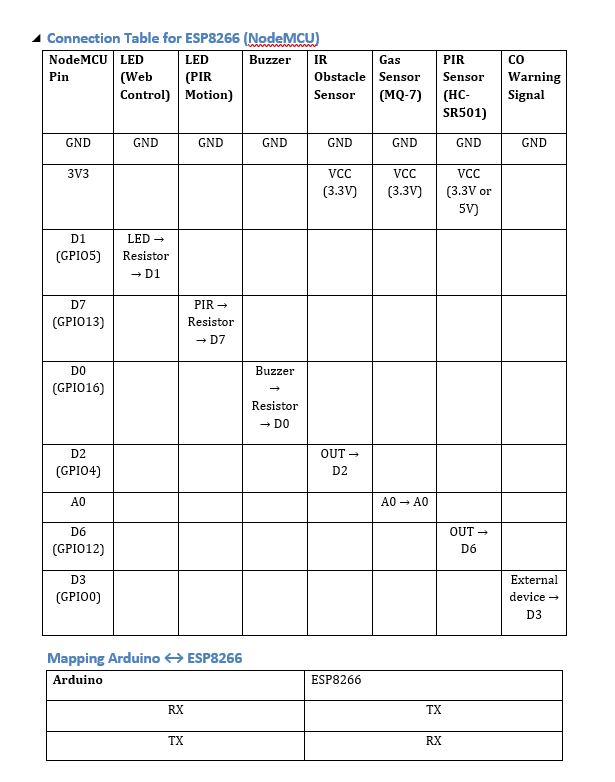 Connection Table for ESP8266 (NodeMCU)
NodeMCU Pin | LED (Web Control) | LED (PIR Motion) | Buzzer | IR Obstacle Sensor | Gas Sensor (MQ-7) | PIR Sensor (HC-SR501) | CO Warning Signal
GND | GND | GND | GND | GND | GND | GND | GND
3V3 | | | | VCC (3.3V) | VCC (3.3V) | VCC (3.3V or 5V) |
D1 (GPIO5) | LED → Resistor → D1 | | | | | |
D7 (GPIO13) | | PIR → Resistor → D7 | | | | |
D0 (GPIO16) | | | Buzzer → Resistor → D0 | | | |
D2 (GPIO4) | | | | OUT → D2 | | |
A0 | | | | | A0 → A0 | |
D6 (GPIO12) | | | | | | OUT → D6 |
D3 (GPIO0) | | | | | | | External device → D3
Mapping Arduino ↔ ESP8266
Arduino | ESP8266
RX | TX
TX | RX